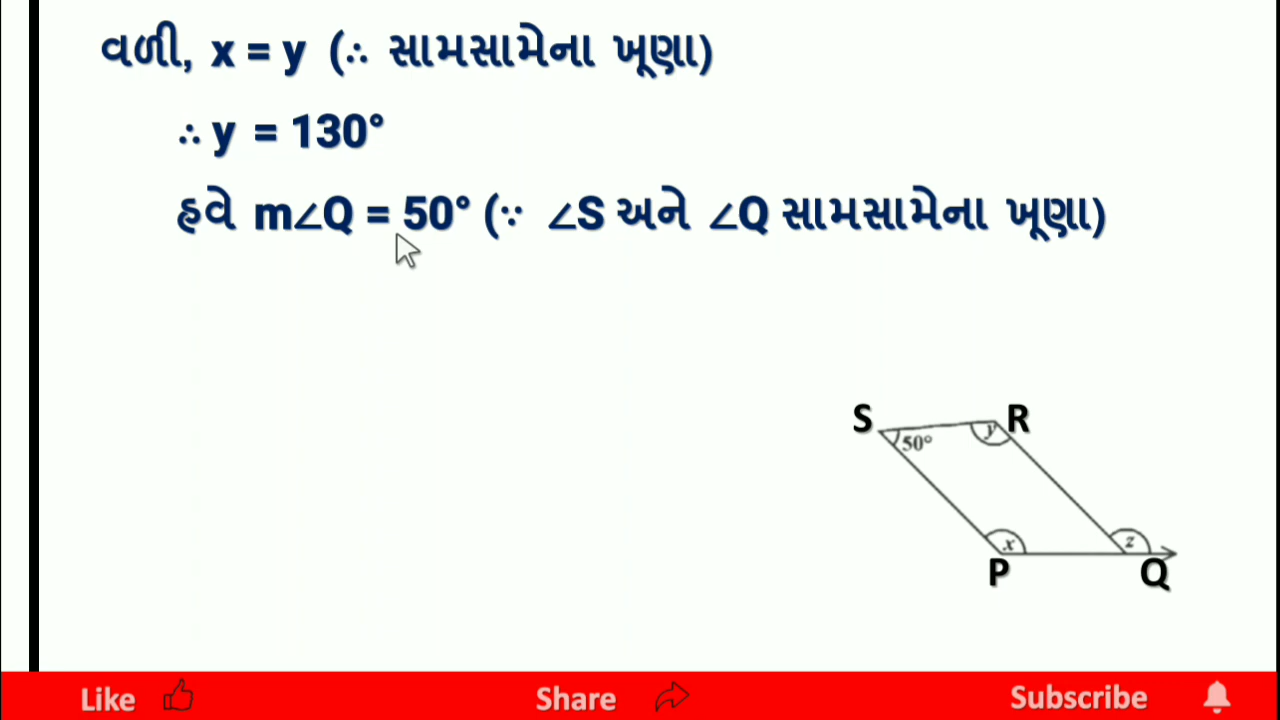 વળી, x = y (∴ સામસામેના ખૂણા)
∴ y = 130°
હવે m∠Q = 50° (∵ ∠S અને ∠Q સામસામેના ખૂણા)
S R
50° y
x z
P Q
Like Share Subscribe